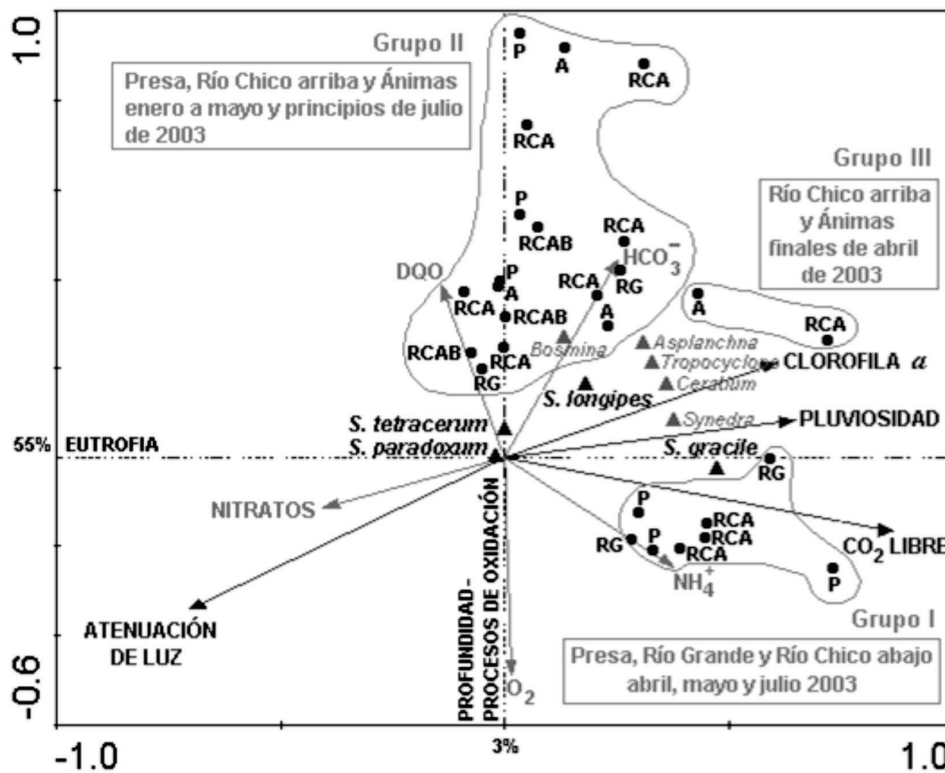 1.0
Grupo II
Presa, Río Chico arriba y Ánimas
enero a mayo y principios de julio
de 2003
P
A
RCA
RCA
Grupo III
Río Chico arriba
y Ánimas
finales de abril
de 2003
P
RCAB
RCA
HCO3−
DQO
P
A
RCA
RCA
RG
A
RCAB
A
RCA
RCAB
RCA
RG
Bosmina
Asplanchna
Tropocyclops
Ceratium
CLOROFILA a
S. longipes
Synedra
PLUVIOSIDAD
S. tetracerum
S. paradoxum
S. gracile
55% EUTROFIA
RG
NITRATOS
P
RCA
RCA
RG
P
RCA
CO2 LIBRE
NH4+
P
ATENUACIÓN
DE LUZ
PROFUNDIDAD-
PROCESOS DE OXIDACIÓN
O2
Grupo I
Presa, Río Grande y Río Chico abajo
abril, mayo y julio 2003
-0.6
-1.0
3%
1.0